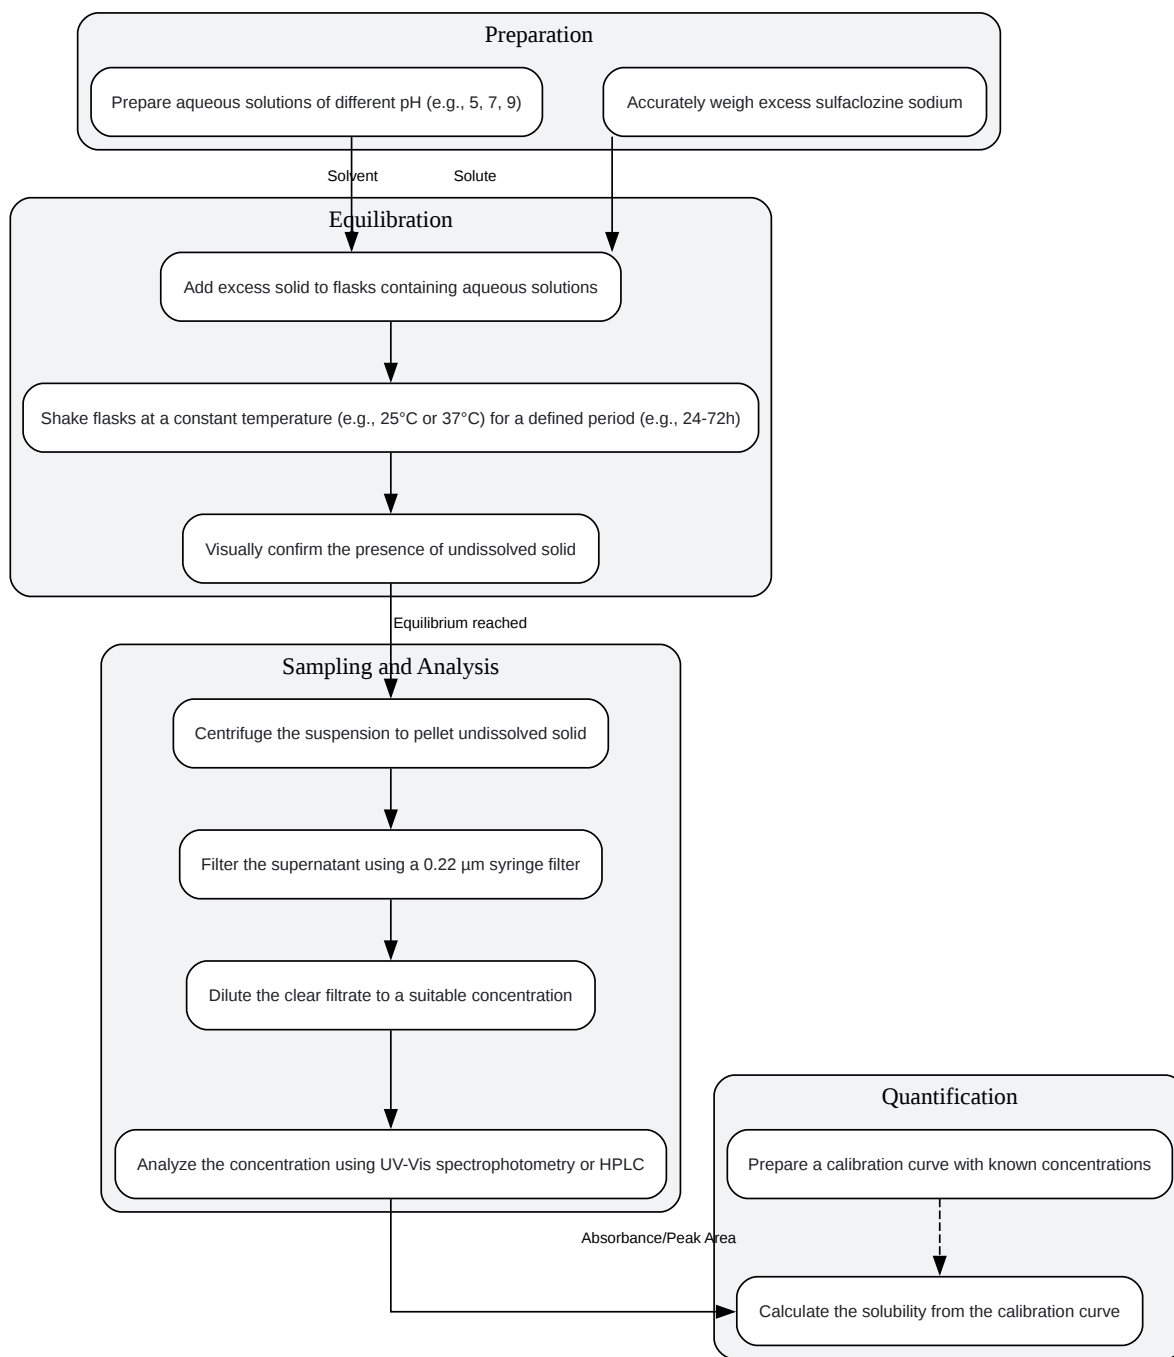 Preparation
Prepare aqueous solutions of different pH (e.g., 5, 7, 9)
Accurately weigh excess sulfaclozine sodium
Solvent
Solute
Equilibration
Add excess solid to flasks containing aqueous solutions
Shake flasks at a constant temperature (e.g., 25°C or 37°C) for a defined period (e.g., 24-72h)
Visually confirm the presence of undissolved solid
Equilibrium reached
Sampling and Analysis
Centrifuge the suspension to pellet undissolved solid
Filter the supernatant using a 0.22 µm syringe filter
Dilute the clear filtrate to a suitable concentration
Analyze the concentration using UV-Vis spectrophotometry or HPLC
Quantification
Prepare a calibration curve with known concentrations
Absorbance/Peak Area
Calculate the solubility from the calibration curve